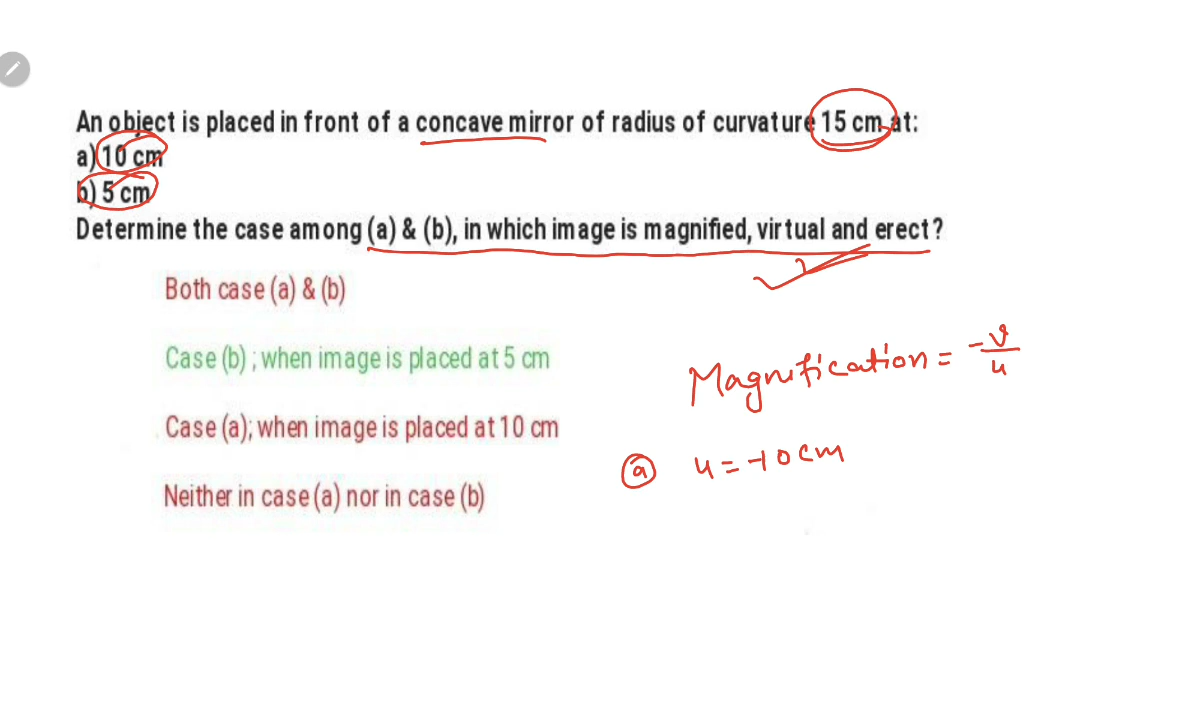 An object is placed in front of a concave mirror of radius of curvature 15 cm at:
a) 10 cm
b) 5 cm
Determine the case among (a) & (b), in which image is magnified, virtual and erect?
Both case (a) & (b)
Case (b) ; when image is placed at 5 cm
Case (a); when image is placed at 10 cm
Neither in case (a) nor in case (b)
Magnification = -v/u
(a) u = -10 cm